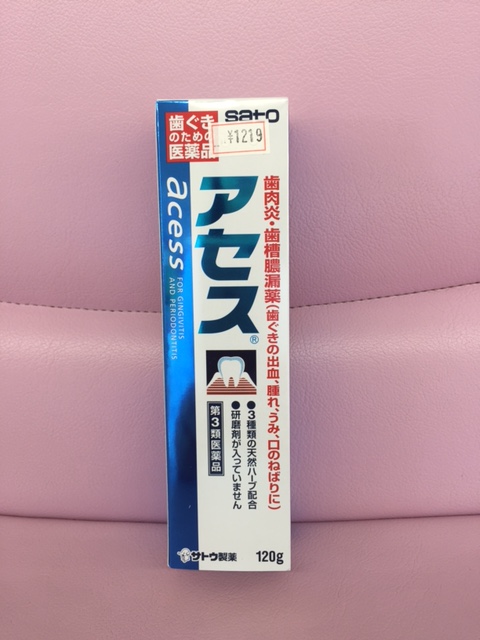 sato
¥1219
歯ぐき
のための
医薬品
acess
FOR GINGIVITIS
AND PERIODONTITIS
アセス®
歯肉炎・歯槽膿漏薬(歯ぐきの出血、腫れ、うみ、口のねばりに)
●3種類の天然ハーブ配合
●研磨剤が入っていません
第3類医薬品
サトウ製薬
120g